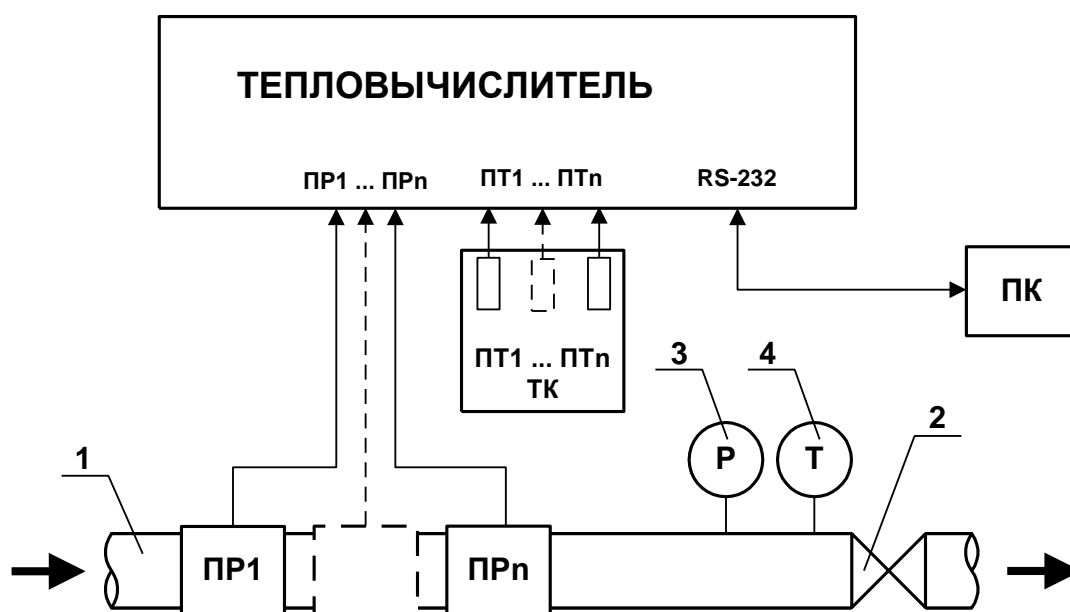 ТЕПЛОВЫЧИСЛИТЕЛЬ
ПР1 ... ПРn ПТ1 ... ПТn RS-232
ПК
ПТ1 ... ПТn
ТК
3 4
2
1
P T
ПР1 ПРn